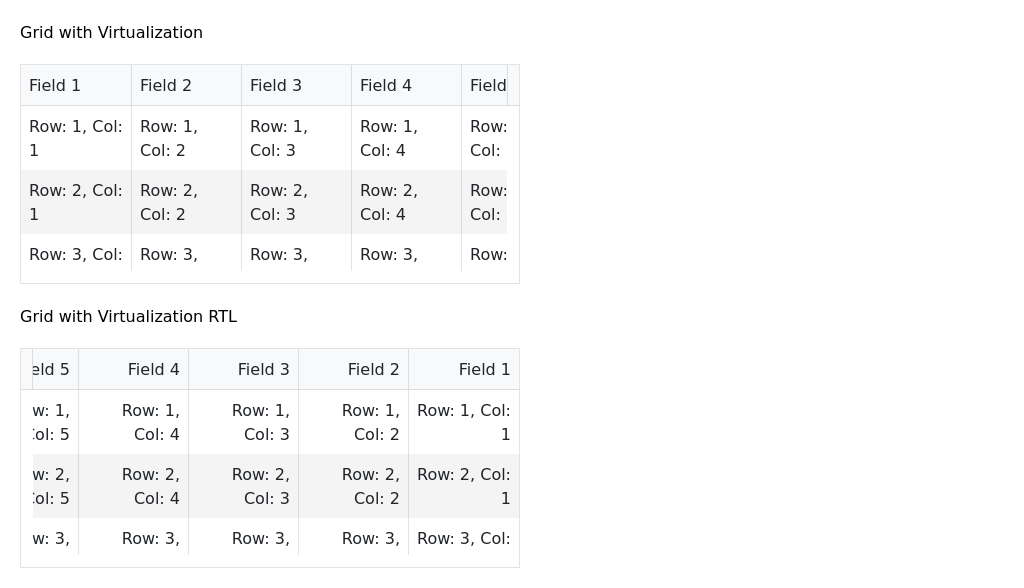 Grid with Virtualization
Field 1 Field 2 Field 3 Field 4 Field
Row: 1, Col: Row: 1, Row: 1, Row: 1, Row:
1 Col: 2 Col: 3 Col: 4 Col:
Row: 2, Col: Row: 2, Row: 2, Row: 2, Row:
1 Col: 2 Col: 3 Col: 4 Col:
Row: 3, Col: Row: 3, Row: 3, Row: 3, Row:
Grid with Virtualization RTL
eld 5 Field 4 Field 3 Field 2 Field 1
w: 1, Row: 1, Row: 1, Row: 1, Row: 1, Col:
ol: 5 Col: 4 Col: 3 Col: 2 1
w: 2, Row: 2, Row: 2, Row: 2, Row: 2, Col:
ol: 5 Col: 4 Col: 3 Col: 2 1
w: 3, Row: 3, Row: 3, Row: 3, Row: 3, Col: